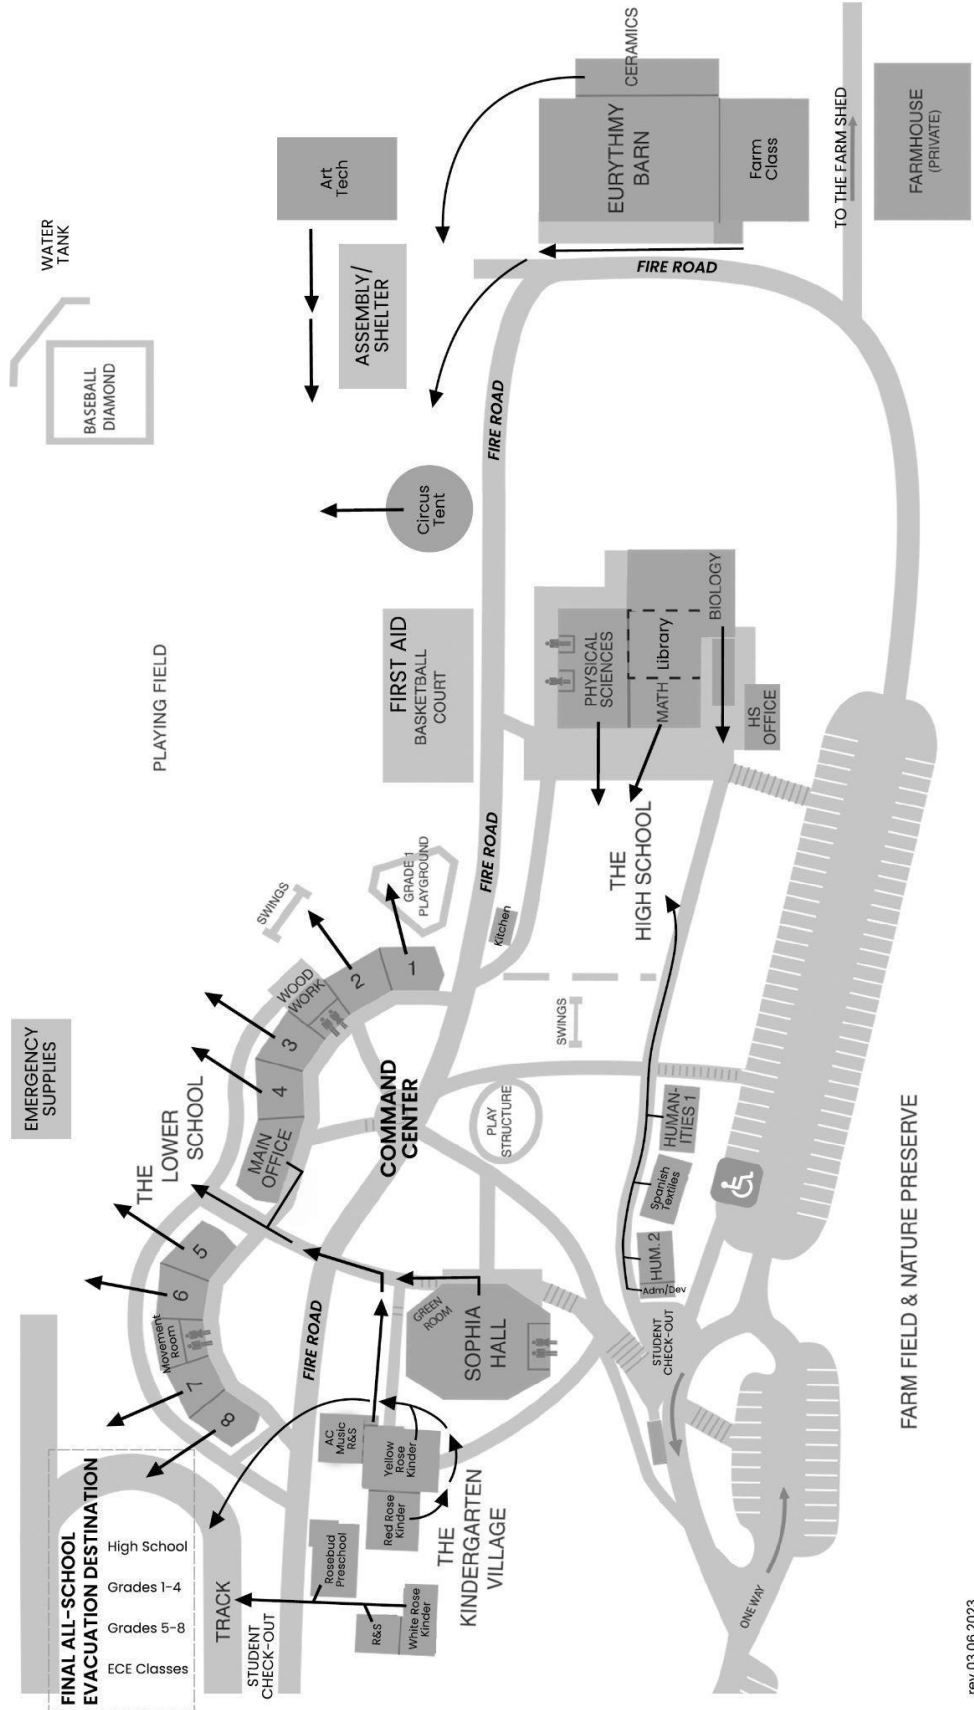 FINAL ALL-SCHOOL
EVACUATION DESTINATION
High School
Grades 1-4
Grades 5-8
ECE Classes
TRACK
STUDENT
CHECK-OUT
EMERGENCY
SUPPLIES
PLAYING FIELD
BASEBALL
DIAMOND
WATER
TANK
THE
LOWER
SCHOOL
8
7
Movement
Room
6
5
MAIN
OFFICE
4
3
WOOD
WORK
2
1
SWINGS
GRADE 1
PLAYGROUND
FIRST AID
BASKETBALL
COURT
Circus
Tent
ASSEMBLY/
SHELTER
Art
Tech
FIRE ROAD
COMMAND
CENTER
FIRE ROAD
FIRE ROAD
FIRE ROAD
Rosebud
Preschool
R&S
White Rose
Kinder
AC
Music
R&S
Yellow
Rose
Kinder
Red Rose
Kinder
THE
KINDERGARTEN
VILLAGE
GREEN
ROOM
SOPHIA
HALL
PLAY
STRUCTURE
SWINGS
Kitchen
THE
HIGH SCHOOL
PHYSICAL
SCIENCES
MATH
Library
BIOLOGY
HS
OFFICE
CERAMICS
EURYTHMY
BARN
Farm
Class
TO THE FARM SHED
FARMHOUSE
(PRIVATE)
Adm/Dev
HUM. 2
Spanish
Textiles
HUMAN-
ITIES 1
STUDENT
CHECK-OUT
ONE WAY
FARM FIELD & NATURE PRESERVE
rev 03.06.2023